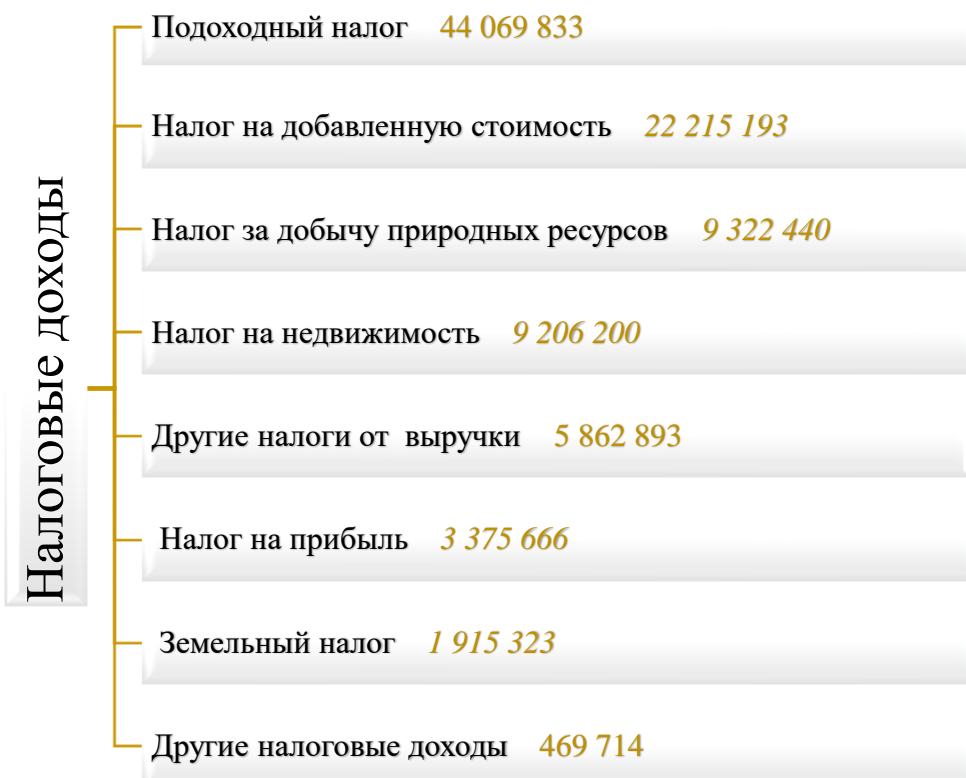 Налоговые доходы
Подоходный налог 44 069 833
Налог на добавленную стоимость 22 215 193
Налог за добычу природных ресурсов 9 322 440
Налог на недвижимость 9 206 200
Другие налоги от выручки 5 862 893
Налог на прибыль 3 375 666
Земельный налог 1 915 323
Другие налоговые доходы 469 714